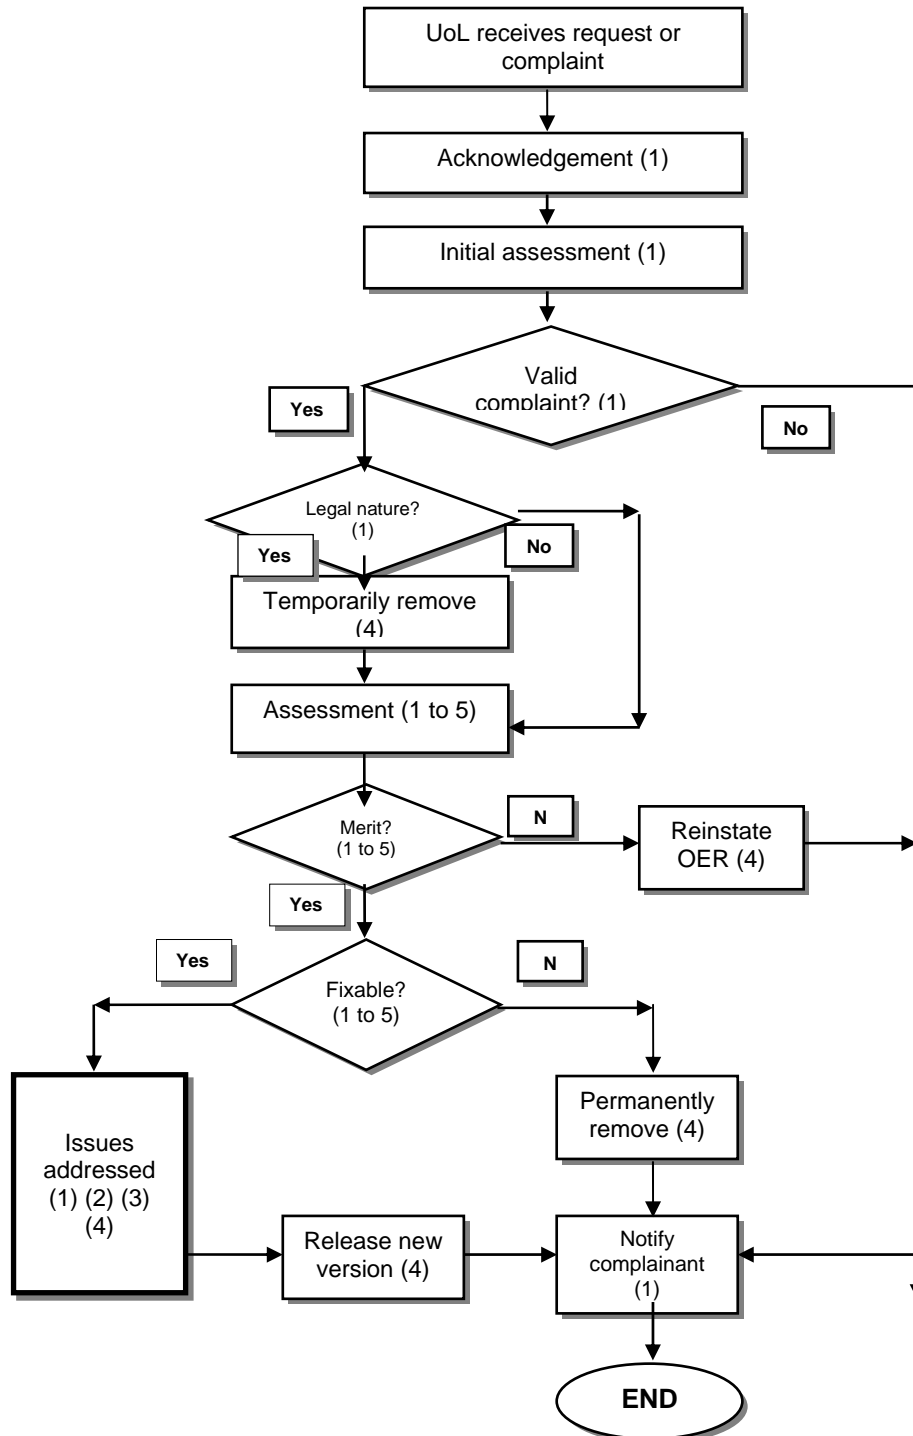 UoL receives request or
complaint
Acknowledgement (1)
Initial assessment (1)
Valid
complaint? (1)
Yes
No
Legal nature?
(1)
Yes
No
Temporarily remove
(4)
Assessment (1 to 5)
Merit?
(1 to 5)
N
Reinstate
OER (4)
Yes
Yes
N
Fixable?
(1 to 5)
Permanently
remove (4)
Issues
addressed
(1) (2) (3)
(4)
Release new
version (4)
Notify
complainant
(1)
END